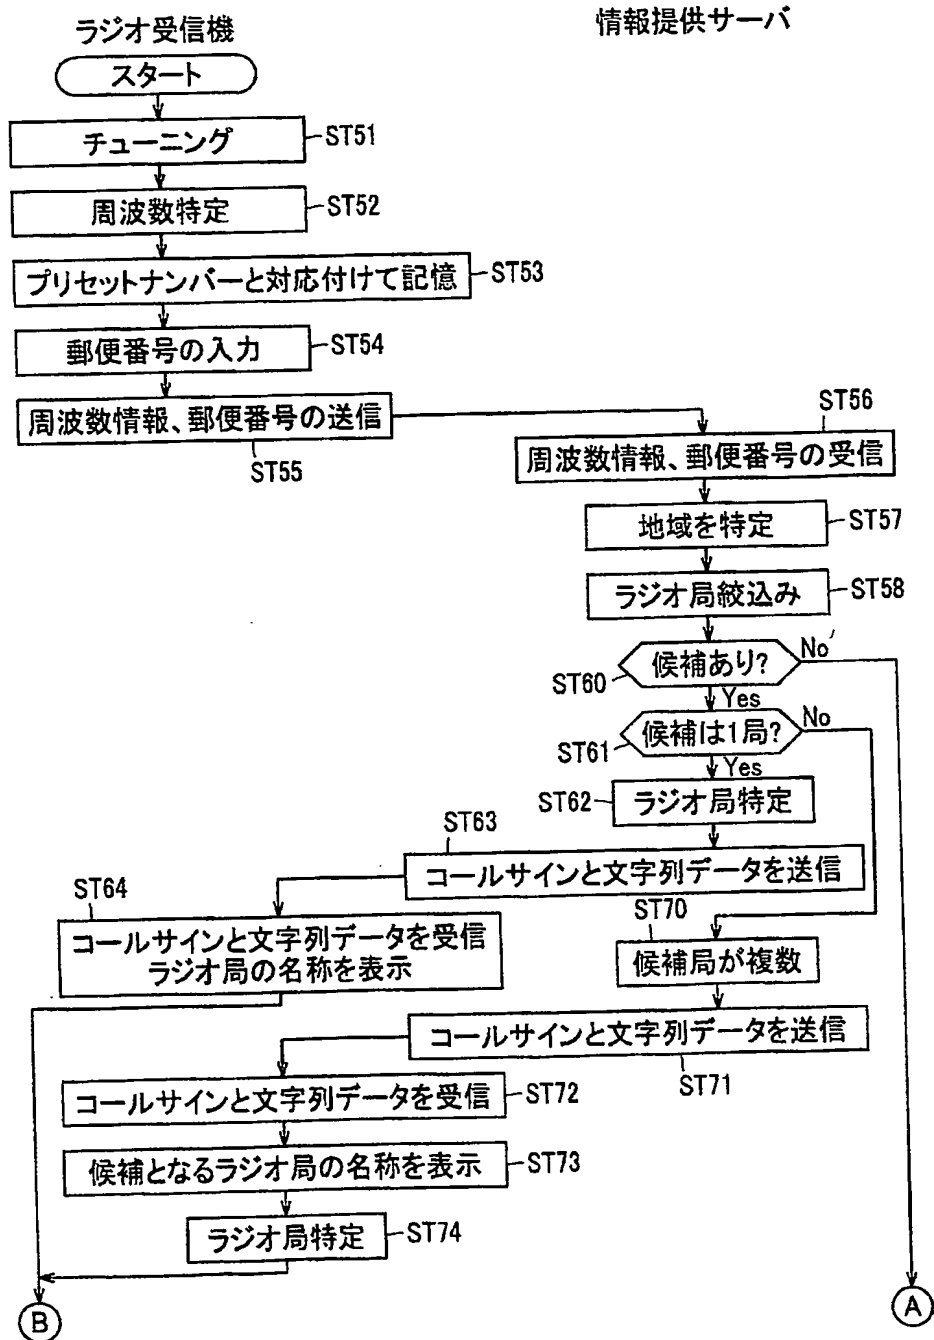 ラジオ受信機
情報提供サーバ
スタート
チューニング
ST51
周波数特定
ST52
プリセットナンバーと対応付けて記憶
ST53
郵便番号の入力
ST54
周波数情報、郵便番号の送信
ST55
ST56
周波数情報、郵便番号の受信
地域を特定
ST57
ラジオ局絞込み
ST58
候補あり?
No
ST60
Yes
候補は1局?
No
ST61
Yes
ST62
ラジオ局特定
ST63
コールサインと文字列データを送信
ST64
コールサインと文字列データを受信
ラジオ局の名称を表示
ST70
候補局が複数
コールサインと文字列データを送信
ST71
コールサインと文字列データを受信
ST72
候補となるラジオ局の名称を表示
ST73
ラジオ局特定
ST74
B
A